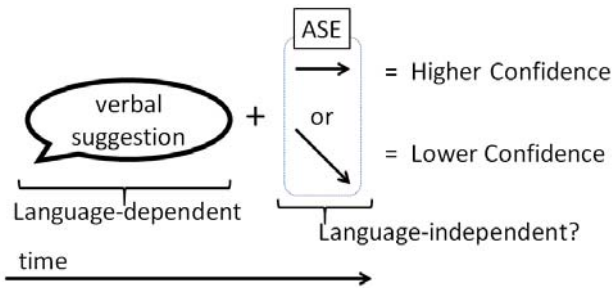 ASE
verbal
suggestion
+
or
= Higher Confidence
= Lower Confidence
Language-dependent
Language-independent?
time